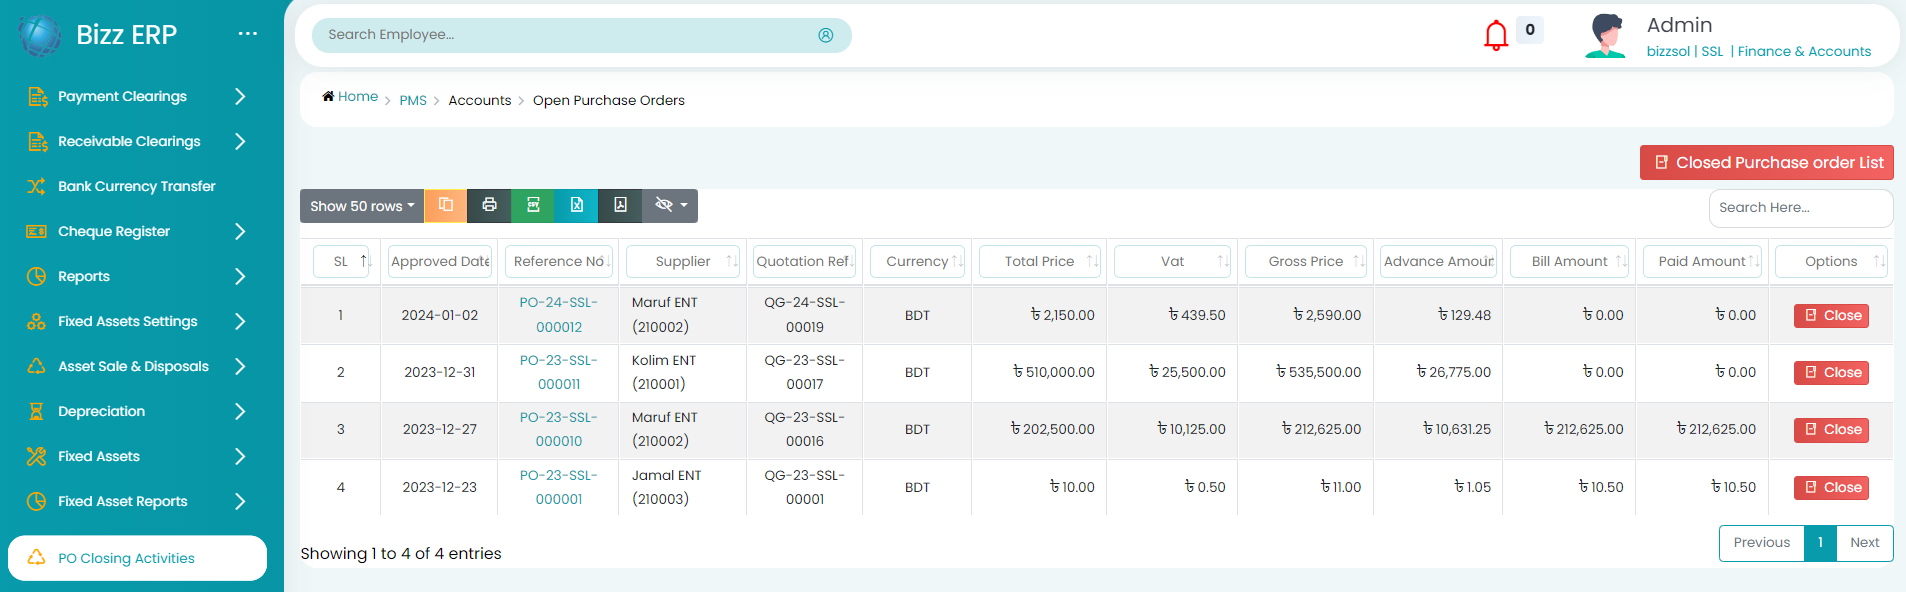 Bizz ERP ...
Payment Clearings
Receivable Clearings
Bank Currency Transfer
Cheque Register
Reports
Fixed Assets Settings
Asset Sale & Disposals
Depreciation
Fixed Assets
Fixed Asset Reports
PO Closing Activities
Search Employee...
0
Admin
bizzsol | SSL | Finance & Accounts
Home > PMS > Accounts > Open Purchase Orders
Closed Purchase order List
Show 50 rows
CSV
Search Here...
SL Approved Date Reference No Supplier Quotation Ref. Currency Total Price Vat Gross Price Advance Amount Bill Amount Paid Amount Options
1 2024-01-02 PO-24-SSL-000012 Maruf ENT (210002) QG-24-SSL-00019 BDT ৳ 2,150.00 ৳ 439.50 ৳ 2,590.00 ৳ 129.48 ৳ 0.00 ৳ 0.00 Close
2 2023-12-31 PO-23-SSL-000011 Kolim ENT (210001) QG-23-SSL-00017 BDT ৳ 510,000.00 ৳ 25,500.00 ৳ 535,500.00 ৳ 26,775.00 ৳ 0.00 ৳ 0.00 Close
3 2023-12-27 PO-23-SSL-000010 Maruf ENT (210002) QG-23-SSL-00016 BDT ৳ 202,500.00 ৳ 10,125.00 ৳ 212,625.00 ৳ 10,631.25 ৳ 212,625.00 ৳ 212,625.00 Close
4 2023-12-23 PO-23-SSL-000001 Jamal ENT (210003) QG-23-SSL-00001 BDT ৳ 10.00 ৳ 0.50 ৳ 11.00 ৳ 1.05 ৳ 10.50 ৳ 10.50 Close
Showing 1 to 4 of 4 entries
Previous 1 Next